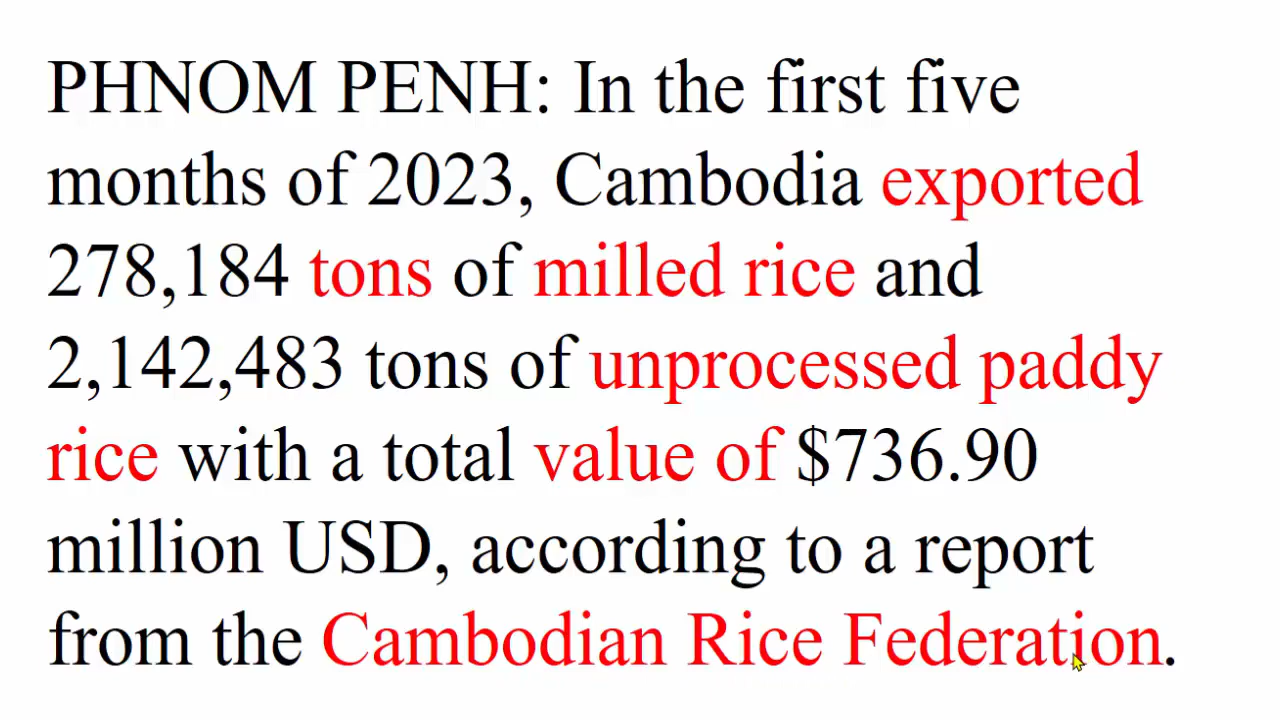 PHNOM PENH: In the first five
months of 2023, Cambodia exported
278,184 tons of milled rice and
2,142,483 tons of unprocessed paddy
rice with a total value of $736.90
million USD, according to a report
from the Cambodian Rice Federation.